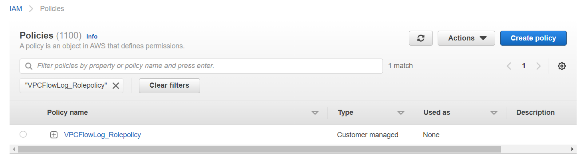 IAM > Policies
Policies (1100) Info
A policy is an object in AWS that defines permissions.
Actions
Create policy
Filter policies by property or policy name and press enter.
1 match
1
"VPCFlowLog_Rolepolicy"
Clear filters
Policy name Type Used as Description
VPCFlowLog_Rolepolicy Customer managed None